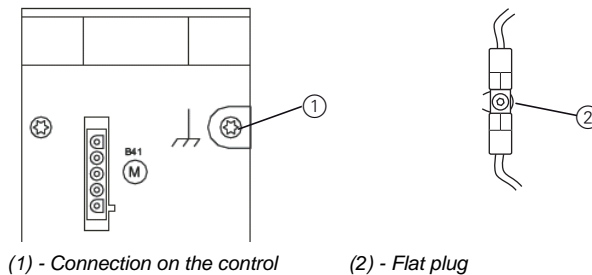 1
B41
M
2
(1) - Connection on the control
(2) - Flat plug